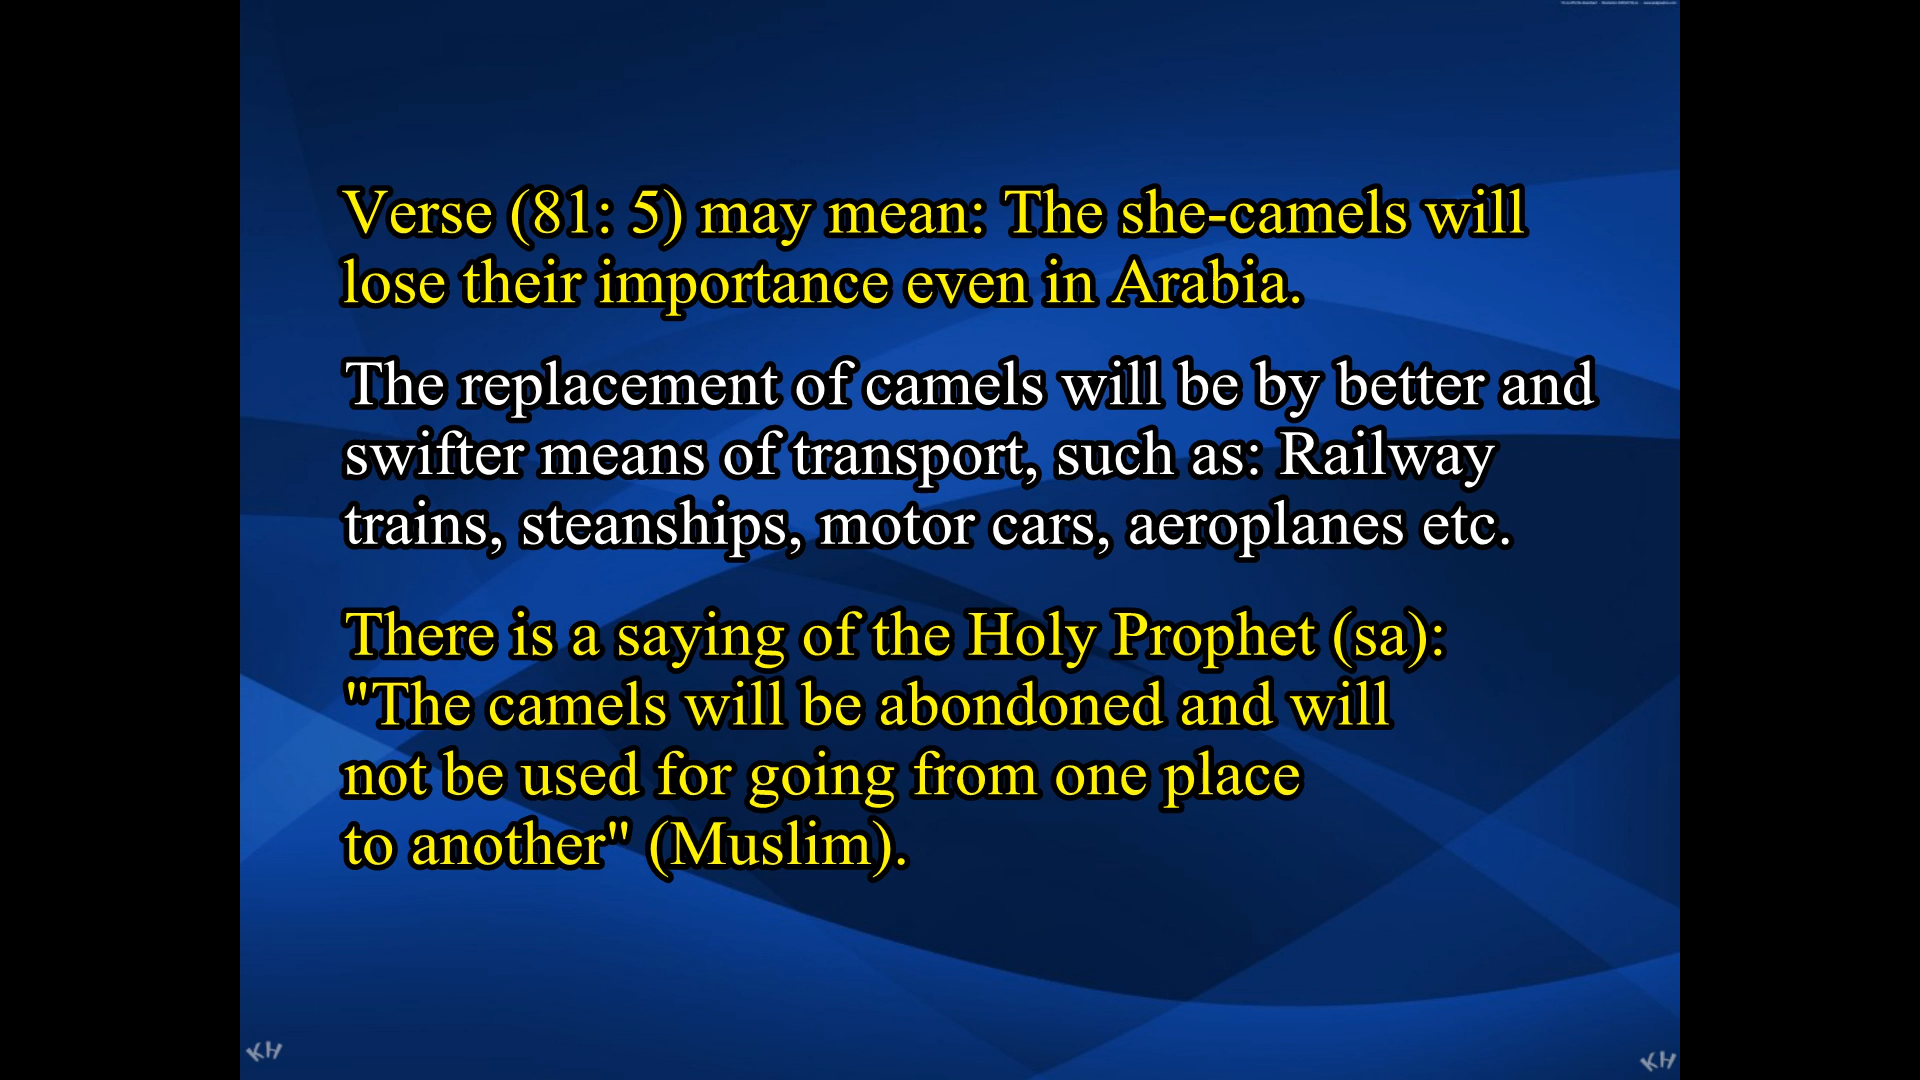 Verse (81: 5) may mean: The she-camels will
lose their importance even in Arabia.
The replacement of camels will be by better and
swifter means of transport, such as: Railway
trains, steanships, motor cars, aeroplanes etc.
There is a saying of the Holy Prophet (sa):
"The camels will be abondoned and will
not be used for going from one place
to another" (Muslim).
KH
KH